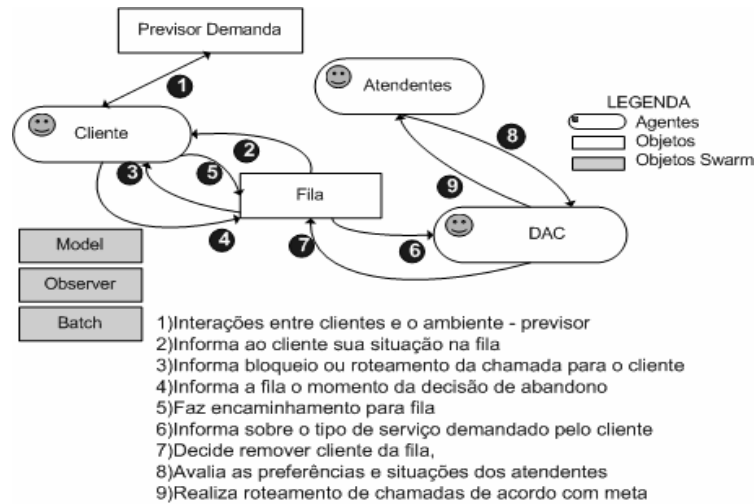 Previsor Demanda
1
Cliente
Atendentes
LEGENDA
Agentes
Objetos
Objetos Swarm
2
8
3
5
9
Fila
4
7
6
DAC
Model
Observer
Batch
1)Interações entre clientes e o ambiente - previsor
2)Informa ao cliente sua situação na fila
3)Informa bloqueio ou roteamento da chamada para o cliente
4)Informa a fila o momento da decisão de abandono
5)Faz encaminhamento para fila
6)Informa sobre o tipo de serviço demandado pelo cliente
7)Decide remover cliente da fila,
8)Avalia as preferências e situações dos atendentes
9)Realiza roteamento de chamadas de acordo com meta